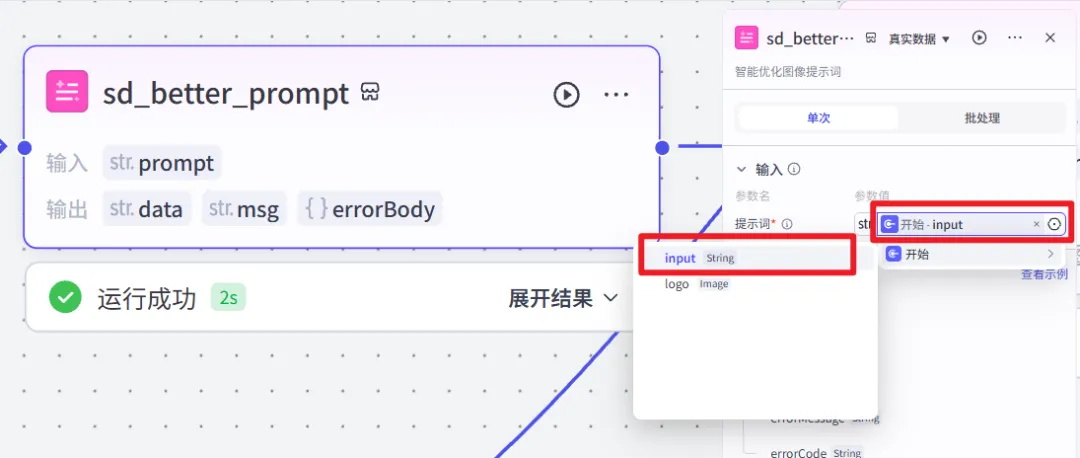 sd_better_prompt
输入 str. prompt
输出 str. data str. msg { } errorBody
运行成功 2s 展开结果
sd_better··· 真实数据
智能优化图像提示词
单次 批处理
输入
参数名 参数值
提示词* str 开始 · input ×
开始
input String
logo Image
查看示例
errorMessage String
errorCode String